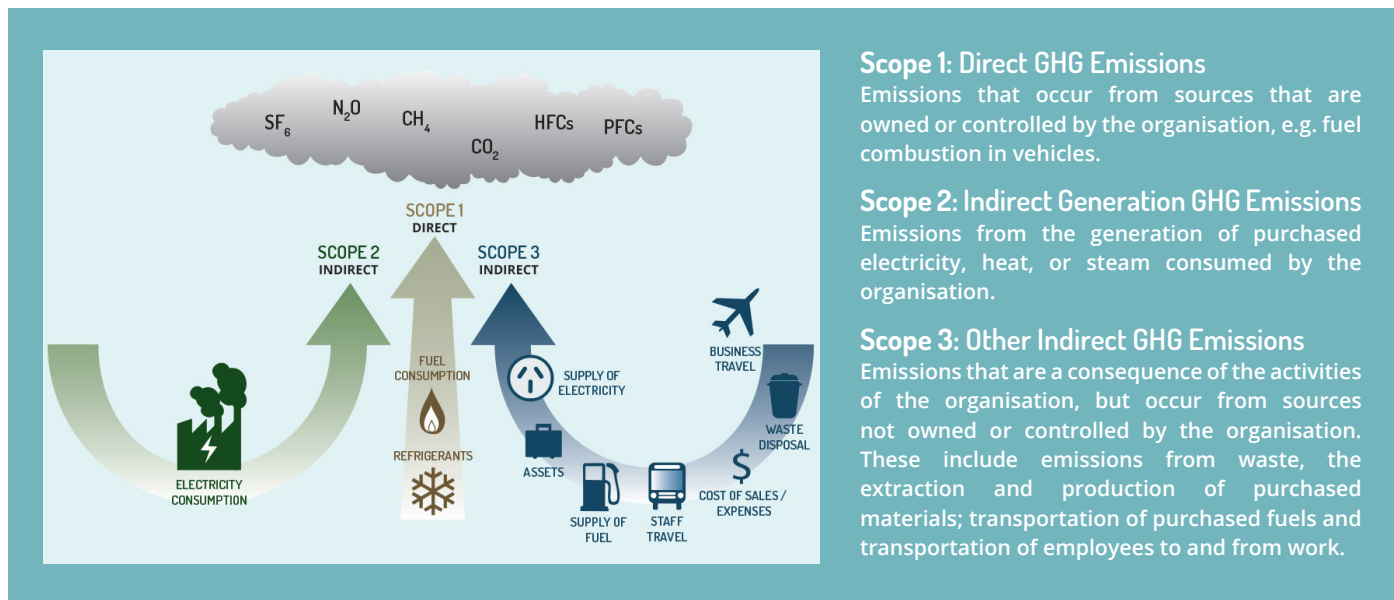 SF₆
N₂O
CH₄
CO₂
HFCs
PFCs
SCOPE 1
DIRECT
SCOPE 2
INDIRECT
SCOPE 3
INDIRECT
FUEL
CONSUMPTION
REFRIGERANTS
ELECTRICITY
CONSUMPTION
SUPPLY OF
ELECTRICITY
ASSETS
SUPPLY OF
FUEL
STAFF
TRAVEL
COST OF SALES /
EXPENSES
WASTE
DISPOSAL
BUSINESS
TRAVEL
Scope 1: Direct GHG Emissions
Emissions that occur from sources that are
owned or controlled by the organisation, e.g. fuel
combustion in vehicles.
Scope 2: Indirect Generation GHG Emissions
Emissions from the generation of purchased
electricity, heat, or steam consumed by the
organisation.
Scope 3: Other Indirect GHG Emissions
Emissions that are a consequence of the activities
of the organisation, but occur from sources
not owned or controlled by the organisation.
These include emissions from waste, the
extraction and production of purchased
materials; transportation of purchased fuels and
transportation of employees to and from work.